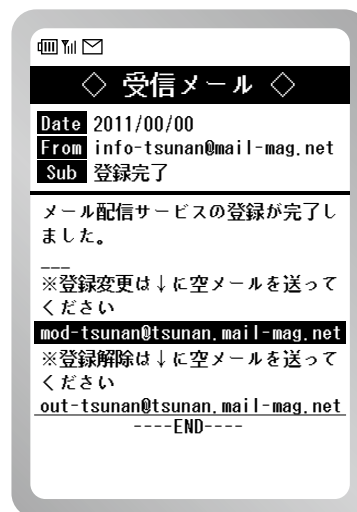 ◇ 受信メール ◇
Date 2011/00/00
From info-tsunan@mail-mag.net
Sub 登録完了
メール配信サービスの登録が完了し
ました。
___
※登録変更は↓に空メールを送って
ください
mod-tsunan@tsunan.mail-mag.net
※登録解除は↓に空メールを送って
ください
out-tsunan@tsunan.mail-mag.net
----END----